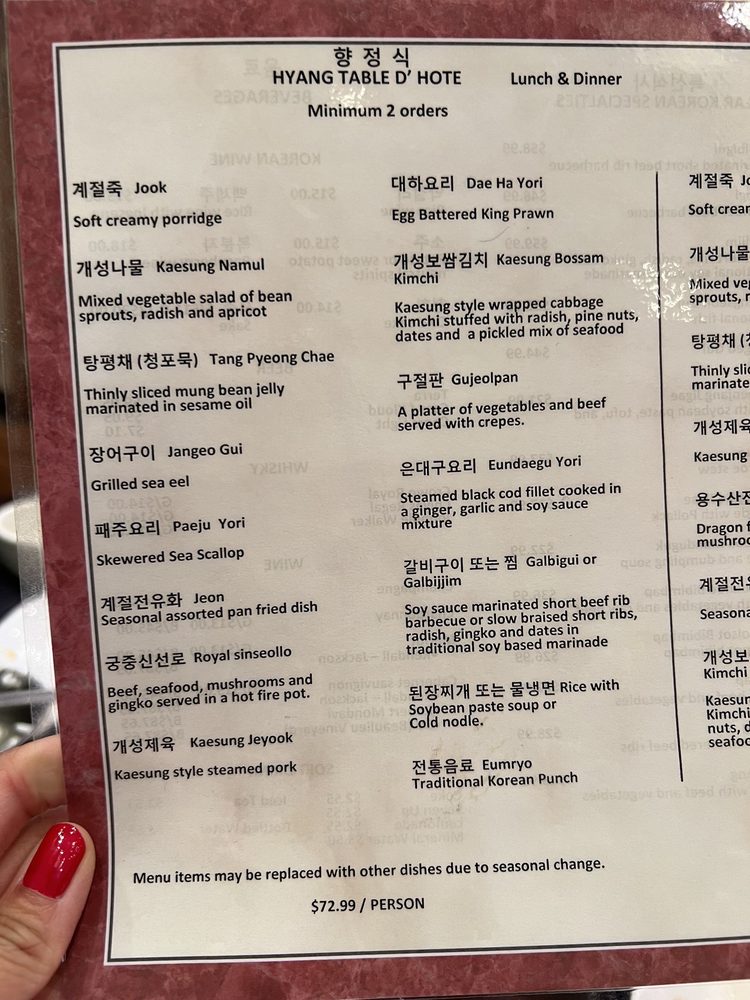 향 정 식
HYANG TABLE D' HOTE Lunch & Dinner
Minimum 2 orders
계절죽 Jook
Soft creamy porridge
개성나물 Kaesung Namul
Mixed vegetable salad of bean
sprouts, radish and apricot
탕평채 (청포묵) Tang Pyeong Chae
Thinly sliced mung bean jelly
marinated in sesame oil
장어구이 Jangeo Gui
Grilled sea eel
패주요리 Paeju Yori
Skewered Sea Scallop
계절전유화 Jeon
Seasonal assorted pan fried dish
궁중신선로 Royal sinseollo
Beef, seafood, mushrooms and
gingko served in a hot fire pot.
개성제육 Kaesung Jeyook
Kaesung style steamed pork
대하요리 Dae Ha Yori
Egg Battered King Prawn
개성보쌈김치 Kaesung Bossam
Kimchi
Kaesung style wrapped cabbage
Kimchi stuffed with radish, pine nuts,
dates and a pickled mix of seafood
구절판 Gujeolpan
A platter of vegetables and beef
served with crepes.
은대구요리 Eundaegu Yori
Steamed black cod fillet cooked in
a ginger, garlic and soy sauce
mixture
갈비구이 또는 찜 Galbigui or
Galbijjim
Soy sauce marinated short beef rib
barbecue or slow braised short ribs,
radish, gingko and dates in
traditional soy based marinade
된장찌개 또는 물냉면 Rice with
Soybean paste soup or
Cold nodle.
전통음료 Eumryo
Traditional Korean Punch
계절죽
Soft
개성나물
Mixed
sprouts,
탕평채
Thinly
개성제육
Kaesung
용수산
Dragon
계절전유
개성보
Kimchi
Kimchi
nuts,
Menu items may be replaced with other dishes due to seasonal change.
$72.99 / PERSON